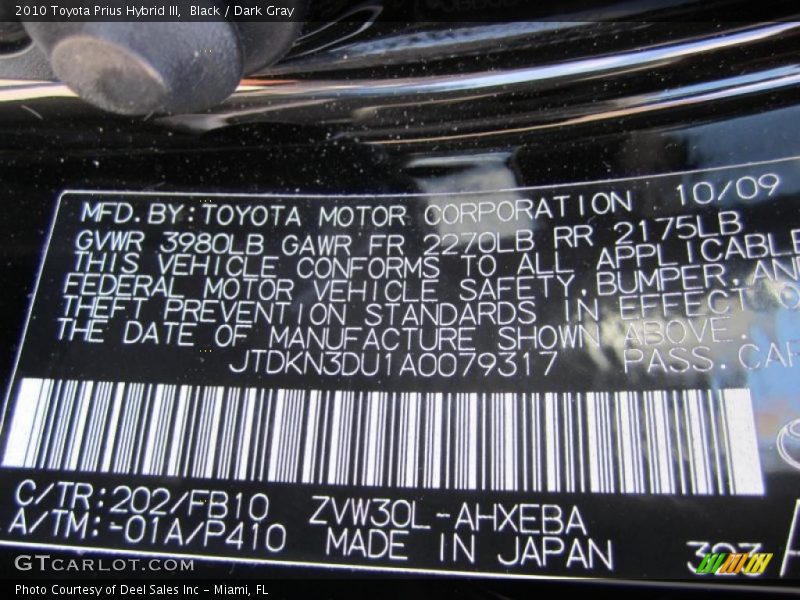 2010 Toyota Prius Hybrid III, Black / Dark Gray
MFD. BY: TOYOTA MOTOR CORPORATION 10/09
GVWR 3980LB GAWR FR 2270LB RR 2175LB
THIS VEHICLE CONFORMS TO ALL APPLICABLE
FEDERAL MOTOR VEHICLE SAFETY, BUMPER, AND
THEFT PREVENTION STANDARDS IN EFFECT O
THE DATE OF MANUFACTURE SHOWN ABOVE.
JTDKN3DU1A0079317 PASS. CAR
C/TR: 202/FB10 ZVW30L-AHXEBA
A/TM: -01A/P410 MADE IN JAPAN
GTCARLOT.COM
Photo Courtesy of Deel Sales Inc - Miami, FL